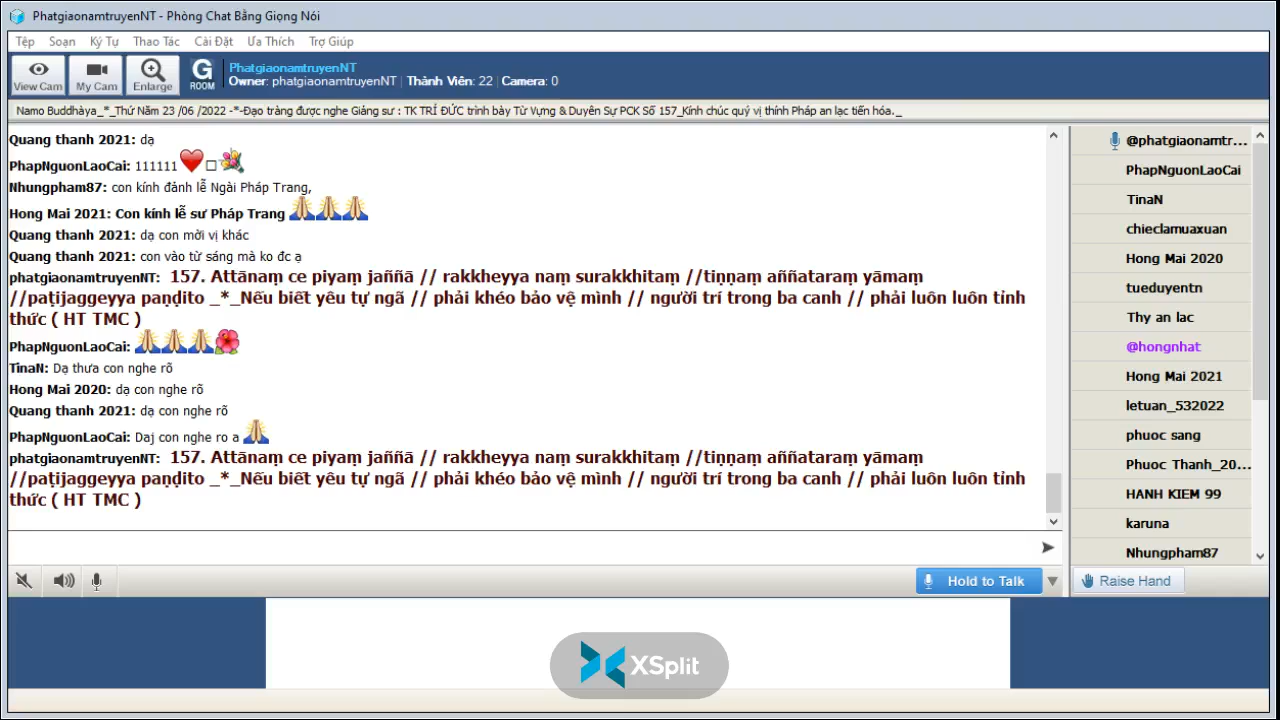 PhatgiaonamtruyenNT - Phòng Chat Bằng Giọng Nói
Tệp Soạn Ký Tự Thao Tác Cài Đặt Ưa Thích Trợ Giúp
View Cam My Cam Enlarge G ROOM
PhatgiaonamtruyenNT
Owner: phatgiaonamtruyenNT | Thành Viên: 22 | Camera: 0
Namo Buddhàya_*_Thứ Năm 23 /06 /2022 -*-Đạo tràng được nghe Giảng sư : TK TRÍ ĐỨC trình bày Từ Vựng & Duyên Sự PCK Số 157_Kính chúc quý vị thính Pháp an lạc tiến hóa._
Quang thanh 2021: dạ
PhapNguonLaoCai: 111111
Nhungpham87: con kính đảnh lễ Ngài Pháp Trang,
Hong Mai 2021: Con kính lễ sư Pháp Trang
Quang thanh 2021: dạ con mời vị khác
Quang thanh 2021: con vào từ sáng mà ko đc ạ
phatgiaonamtruyenNT: 157. Attānaṃ ce piyaṃ jaññā // rakkheyya naṃ surakkhitaṃ //tiṇṇaṃ aññataraṃ yāmaṃ
//paṭijaggeyya paṇḍito _*_Nếu biết yêu tự ngã // phải khéo bảo vệ mình // người trí trong ba canh // phải luôn luôn tỉnh
thức ( HT TMC )
PhapNguonLaoCai:
TinaN: Dạ thưa con nghe rõ
Hong Mai 2020: dạ con nghe rõ
Quang thanh 2021: dạ con nghe rõ
PhapNguonLaoCai: Daj con nghe ro a
phatgiaonamtruyenNT: 157. Attānaṃ ce piyaṃ jaññā // rakkheyya naṃ surakkhitaṃ //tiṇṇaṃ aññataraṃ yāmaṃ
//paṭijaggeyya paṇḍito _*_Nếu biết yêu tự ngã // phải khéo bảo vệ mình // người trí trong ba canh // phải luôn luôn tỉnh
thức ( HT TMC )
@phatgiaonamtr...
PhapNguonLaoCai
TinaN
chieclamuaxuan
Hong Mai 2020
tueduyentn
Thy an lac
@hongnhat
Hong Mai 2021
letuan_532022
phuoc sang
Phuoc Thanh_20...
HANH KIEM 99
karuna
Nhungpham87
Hold to Talk
Raise Hand
XSplit